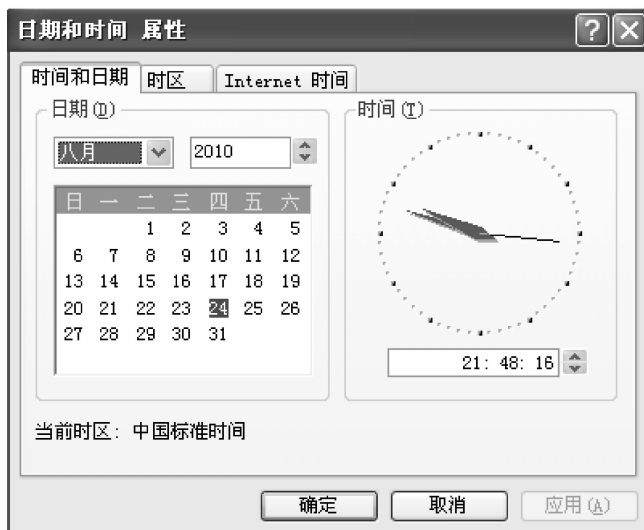 日期和时间 属性
时间和日期 时区 Internet 时间
日期(D) 时间(T)
八月 2010
日 一 二 三 四 五 六
1 2 3 4 5
6 7 8 9 10 11 12
13 14 15 16 17 18 19
20 21 22 23 24 25 26
27 28 29 30 31
21: 48: 16
当前时区: 中国标准时间
确定 取消 应用(A)